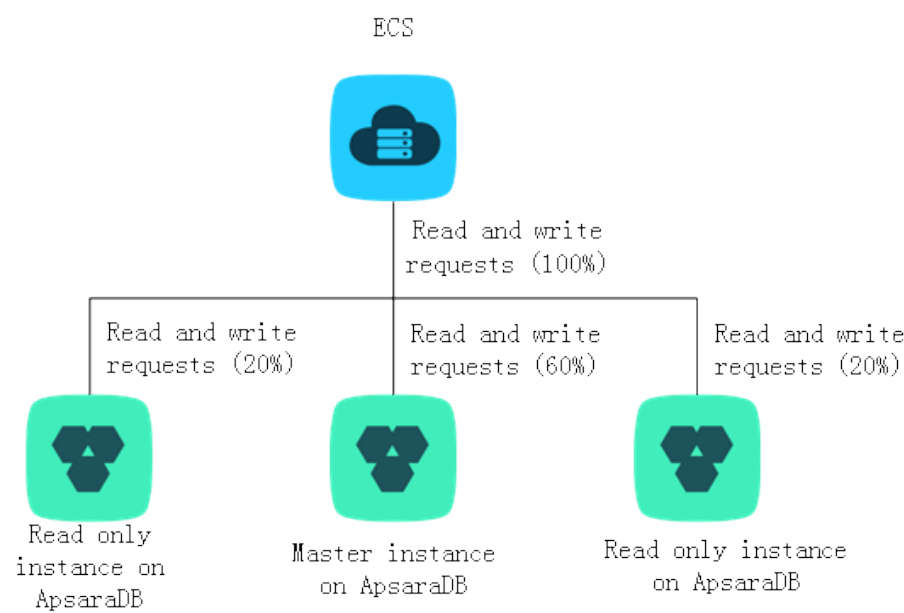 ECS
Read and write
requests (100%)
Read and write
requests (20%)
Read and write
requests (60%)
Read and write
requests (20%)
Read only
instance on
ApsaraDB
Master instance
on ApsaraDB
Read only instance
on ApsaraDB